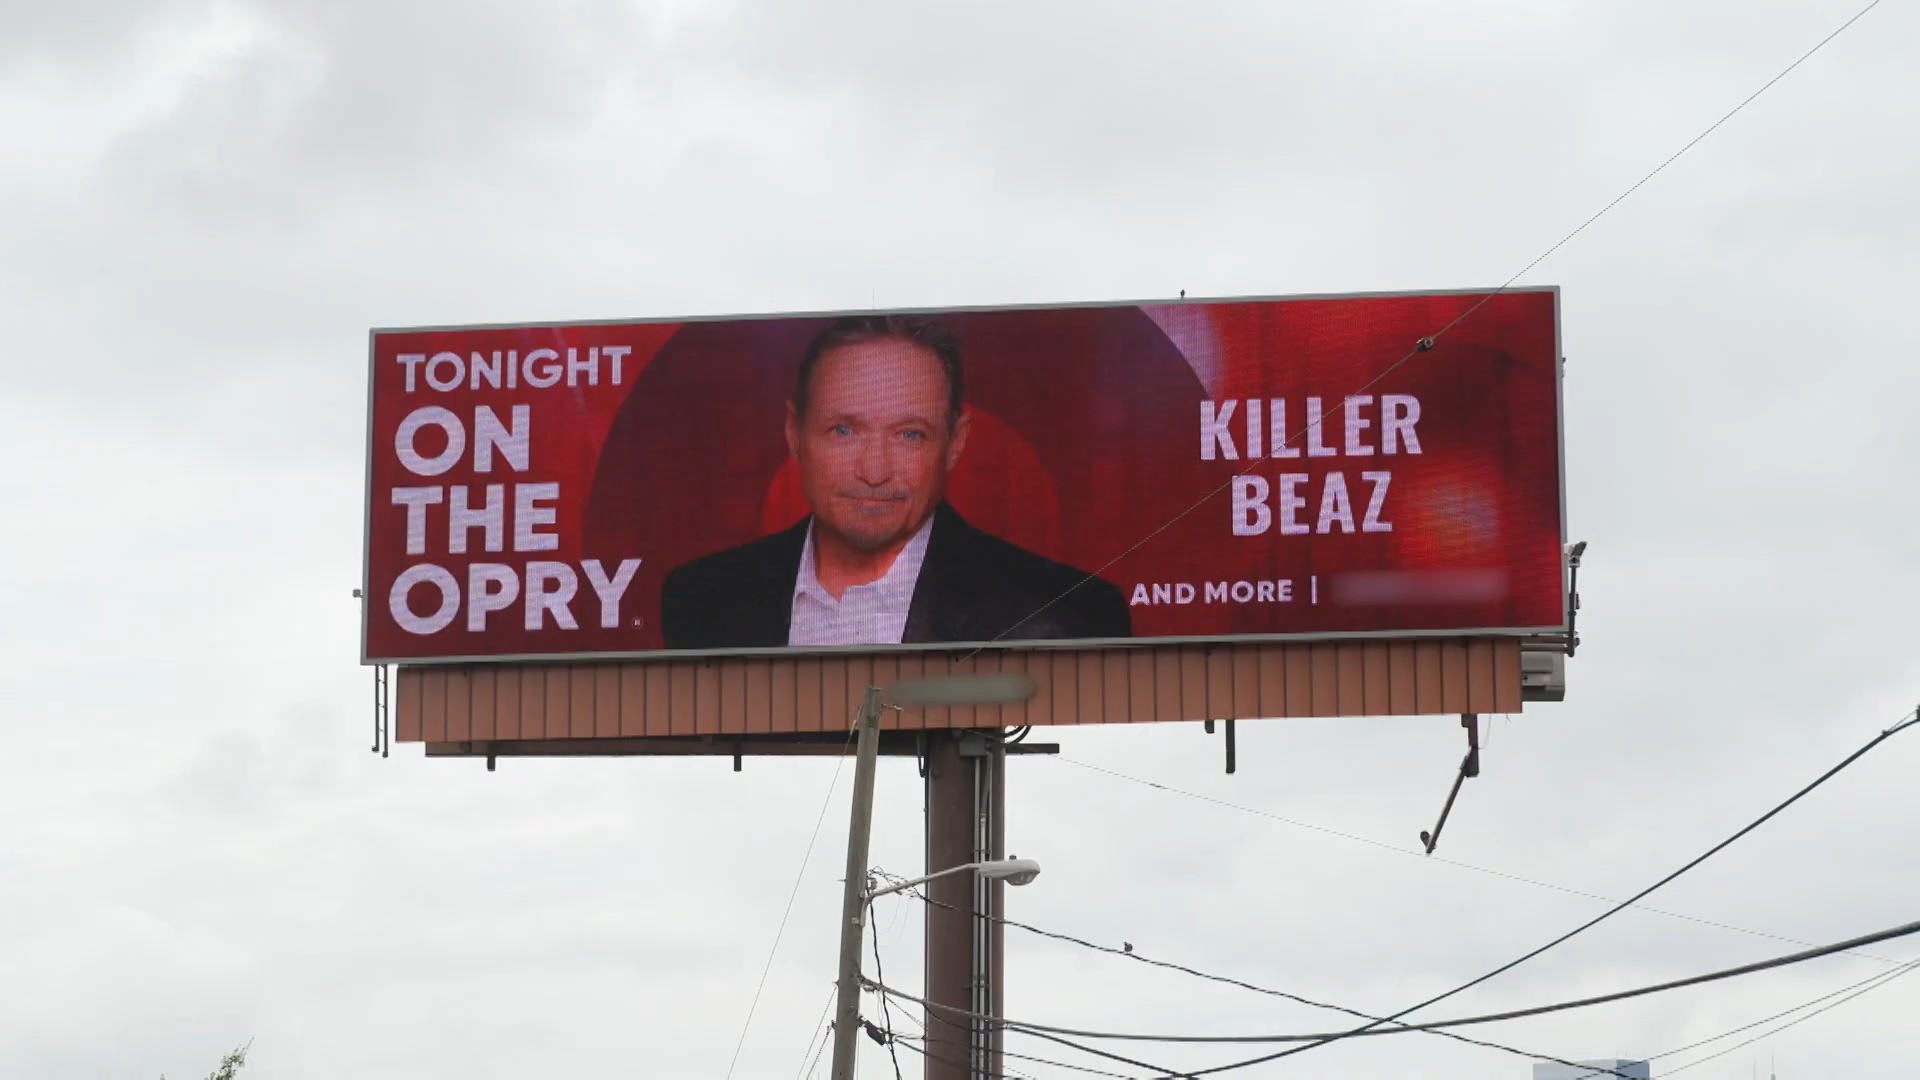 TONIGHT
ON
THE
OPRY
KILLER
BEAZ
AND MORE |